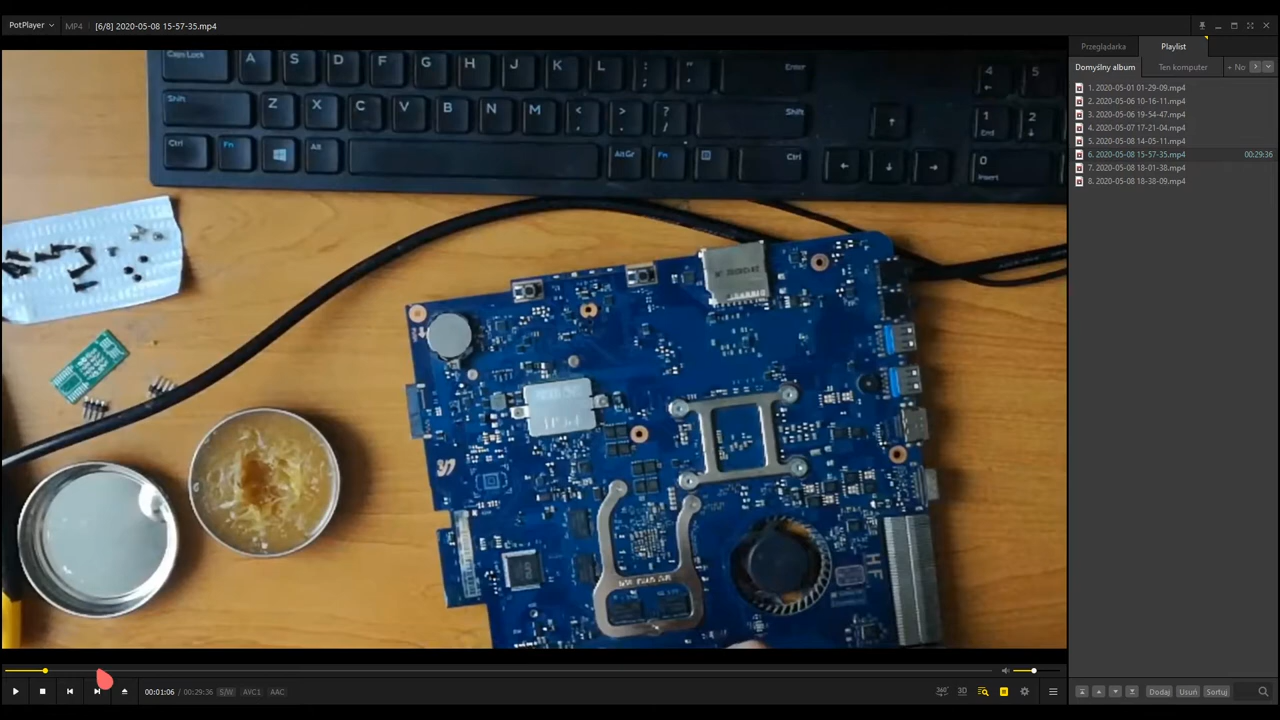 PotPlayer MP4 [6/8] 2020-05-08 15-57-35.mp4
Przeglądarka Playlist
Domyślny album Ten komputer + No
1. 2020-05-01 01-29-09.mp4
2. 2020-05-06 10-16-11.mp4
3. 2020-05-06 19-54-47.mp4
4. 2020-05-07 17-21-04.mp4
5. 2020-05-08 14-05-11.mp4
6. 2020-05-08 15-57-35.mp4 00:29:36
7. 2020-05-08 18-01-38.mp4
8. 2020-05-08 18-38-09.mp4
Caps Lock A S D F G H J K L : ; " ' Enter 4 5
Shift Z X C V B N M < , > . ? / Shift 1 End 2
Ctrl Fn Alt AltGr Fn Ctrl 0 Insert
HF
00:01:06 / 00:29:36 S/W AVC1 AAC 360° 3D Dodaj Usuń Sortuj